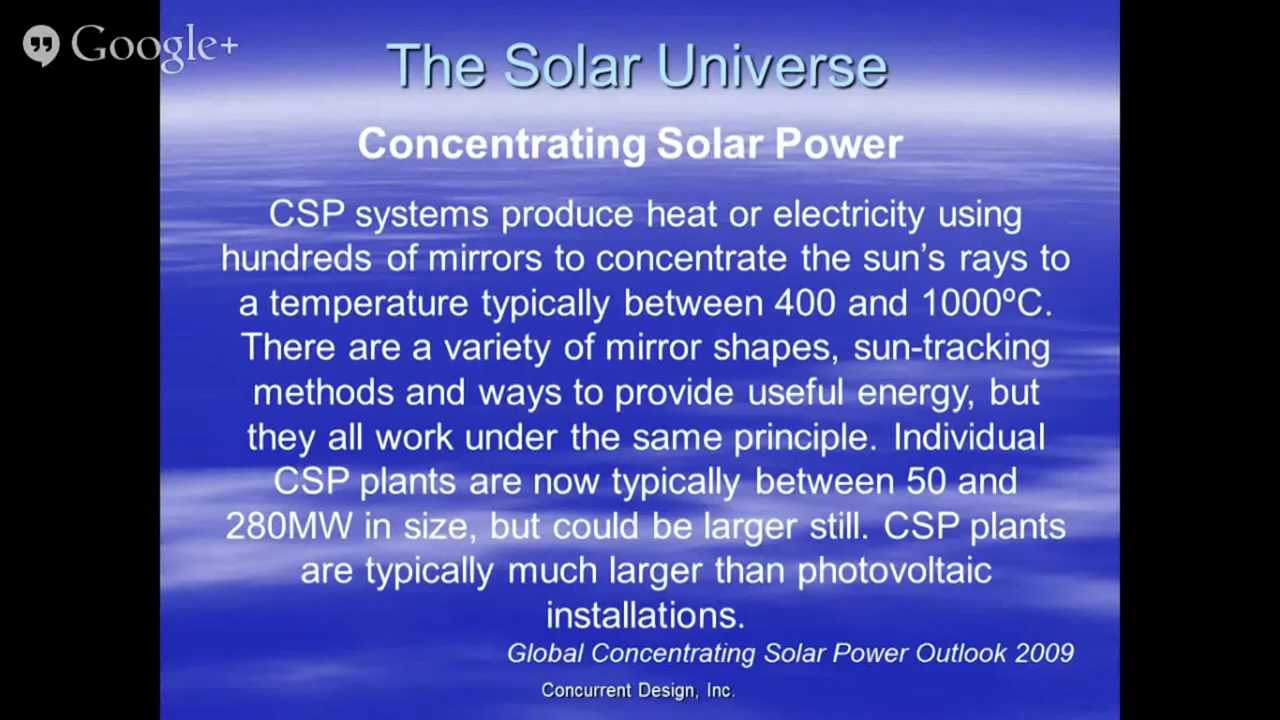 Google+
The Solar Universe
Concentrating Solar Power
CSP systems produce heat or electricity using
hundreds of mirrors to concentrate the sun’s rays to
a temperature typically between 400 and 1000ºC.
There are a variety of mirror shapes, sun-tracking
methods and ways to provide useful energy, but
they all work under the same principle. Individual
CSP plants are now typically between 50 and
280MW in size, but could be larger still. CSP plants
are typically much larger than photovoltaic
installations.
Global Concentrating Solar Power Outlook 2009
Concurrent Design, Inc.